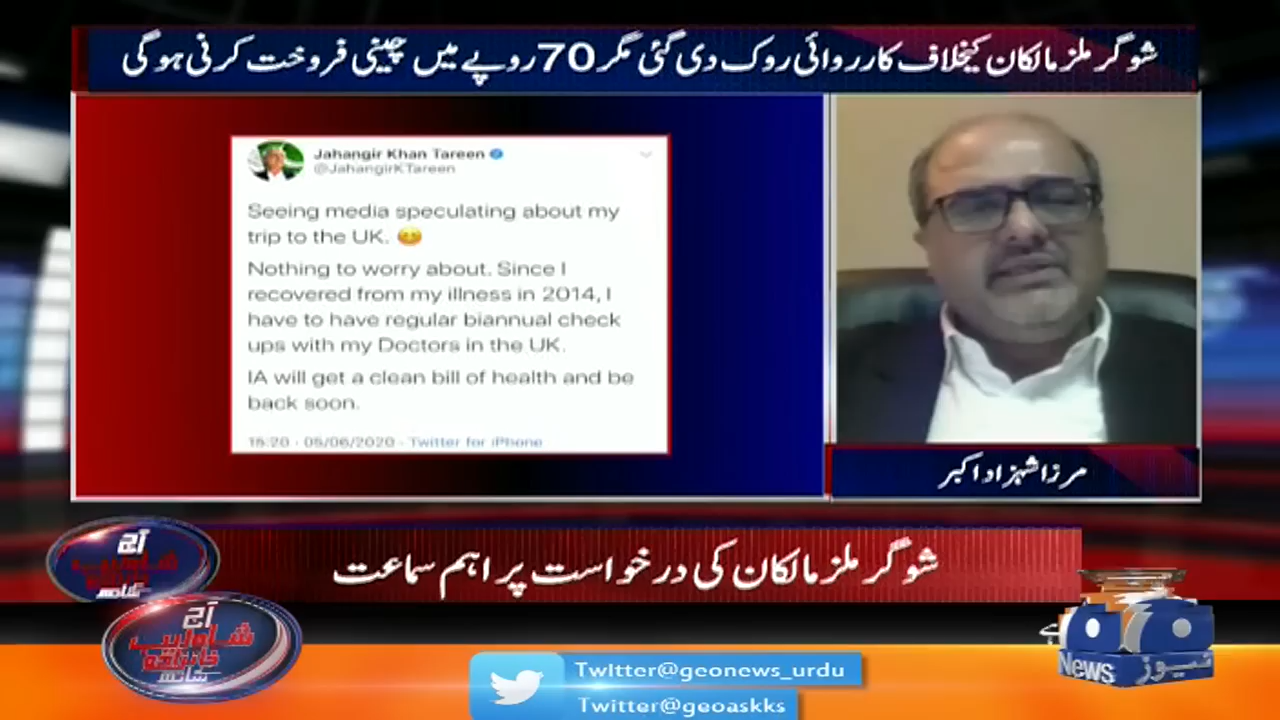 شوگر ملز مالکان کیخلاف کارروائی روک دی گئی مگر 70 روپے میں چینی فروخت کرنی ہوگی
Jahangir Khan Tareen
@JahangirKTareen
Seeing media speculating about my
trip to the UK. 😊
Nothing to worry about. Since I
recovered from my illness in 2014, I
have to have regular biannual check
ups with my Doctors in the UK.
IA will get a clean bill of health and be
back soon.
15:20 · 05/06/2020 · Twitter for iPhone
مرزا شہزاد اکبر
شوگر ملز مالکان کی درخواست پر اہم سماعت
آج
آج
شاہزیب
خانزادہ
کے ساتھ
News نیوز
Twitter@geonews_urdu
Twitter@geoaskks